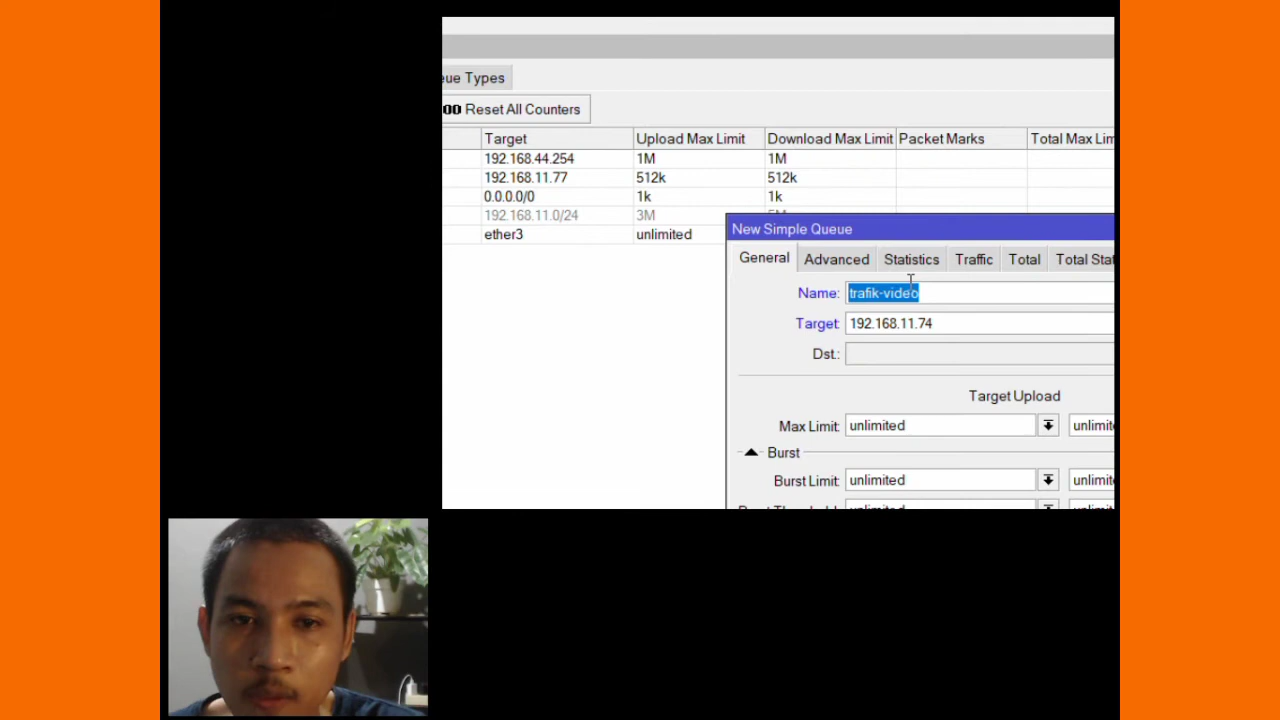 eue Types
00 Reset All Counters
Target Upload Max Limit Download Max Limit Packet Marks Total Max Lim
192.168.44.254 1M 1M
192.168.11.77 512k 512k
0.0.0.0/0 1k 1k
192.168.11.0/24 3M 5M
ether3 unlimited
New Simple Queue
General Advanced Statistics Traffic Total Total Stat
Name: trafik-video
Target: 192.168.11.74
Dst.:
Target Upload
Max Limit: unlimited unlimit
Burst
Burst Limit: unlimited unlimit